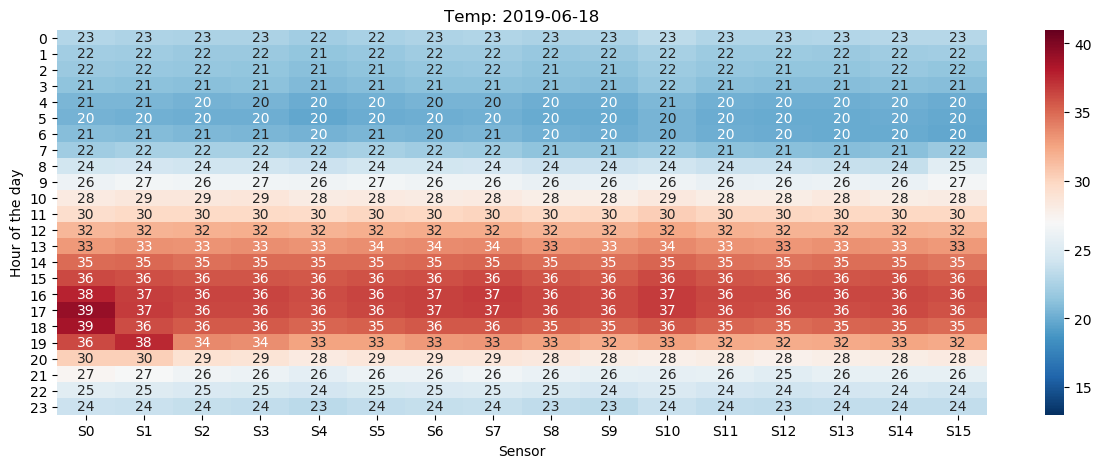 Temp: 2019-06-18
0 23 23 23 23 22 22 23 23 23 23 23 23 23 23 23 23
1 22 22 22 22 21 22 22 22 22 22 22 22 22 22 22 22
2 22 22 22 21 21 21 22 22 21 21 22 22 21 21 22 22
3 21 21 21 21 21 21 21 21 21 21 22 21 21 21 21 21
4 21 21 20 20 20 20 20 20 20 20 21 20 20 20 20 20
5 20 20 20 20 20 20 20 20 20 20 20 20 20 20 20 20
6 21 21 21 21 20 21 20 21 20 20 20 20 20 20 20 20
7 22 22 22 22 22 22 22 22 21 21 22 21 21 21 21 22
8 24 24 24 24 24 24 24 24 24 24 24 24 24 24 24 25
9 26 27 26 27 26 27 26 26 26 26 26 26 26 26 26 27
10 28 29 29 29 28 28 28 28 28 28 29 28 28 28 28 28
11 30 30 30 30 30 30 30 30 30 30 30 30 30 30 30 30
12 32 32 32 32 32 32 32 32 32 32 32 32 32 32 32 32
13 33 33 33 33 33 34 34 34 33 33 34 33 33 33 33 33
14 35 35 35 35 35 35 35 35 35 35 35 35 35 35 35 35
15 36 36 36 36 36 36 36 36 36 36 36 36 36 36 36 36
16 38 37 36 36 36 36 37 37 36 36 37 36 36 36 36 36
17 39 37 36 36 36 36 37 37 36 36 37 36 36 36 36 36
18 39 36 36 36 35 35 36 36 35 35 36 35 35 35 35 35
19 36 38 34 34 33 33 33 33 33 32 33 32 32 32 33 32
20 30 30 29 29 28 29 29 29 28 28 28 28 28 28 28 28
21 27 27 26 26 26 26 26 26 26 26 26 26 25 26 26 26
22 25 25 25 25 24 25 25 25 25 24 25 24 24 24 24 24
23 24 24 24 24 23 24 24 24 23 23 24 24 23 24 24 24
S0 S1 S2 S3 S4 S5 S6 S7 S8 S9 S10 S11 S12 S13 S14 S15
Sensor
Hour of the day
40
35
30
25
20
15